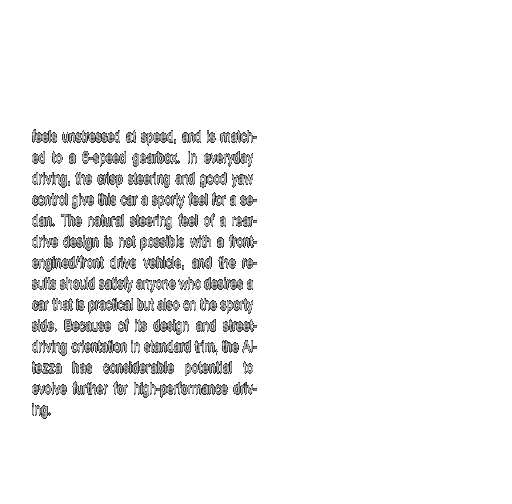 feels unstressed at speed, and is match-
ed to a 6-speed gearbox. In everyday
driving, the crisp steering and good yaw
control give this car a sporty feel for a se-
dan. The natural steering feel of a rear-
drive design is not possible with a front-
engined/front drive vehicle, and the re-
sults should satisfy anyone who desires a
car that is practical but also on the sporty
side. Because of its design and street-
driving orientation in standard trim, the Al-
tezza has considerable potential to
evolve further for high-performance driv-
ing.